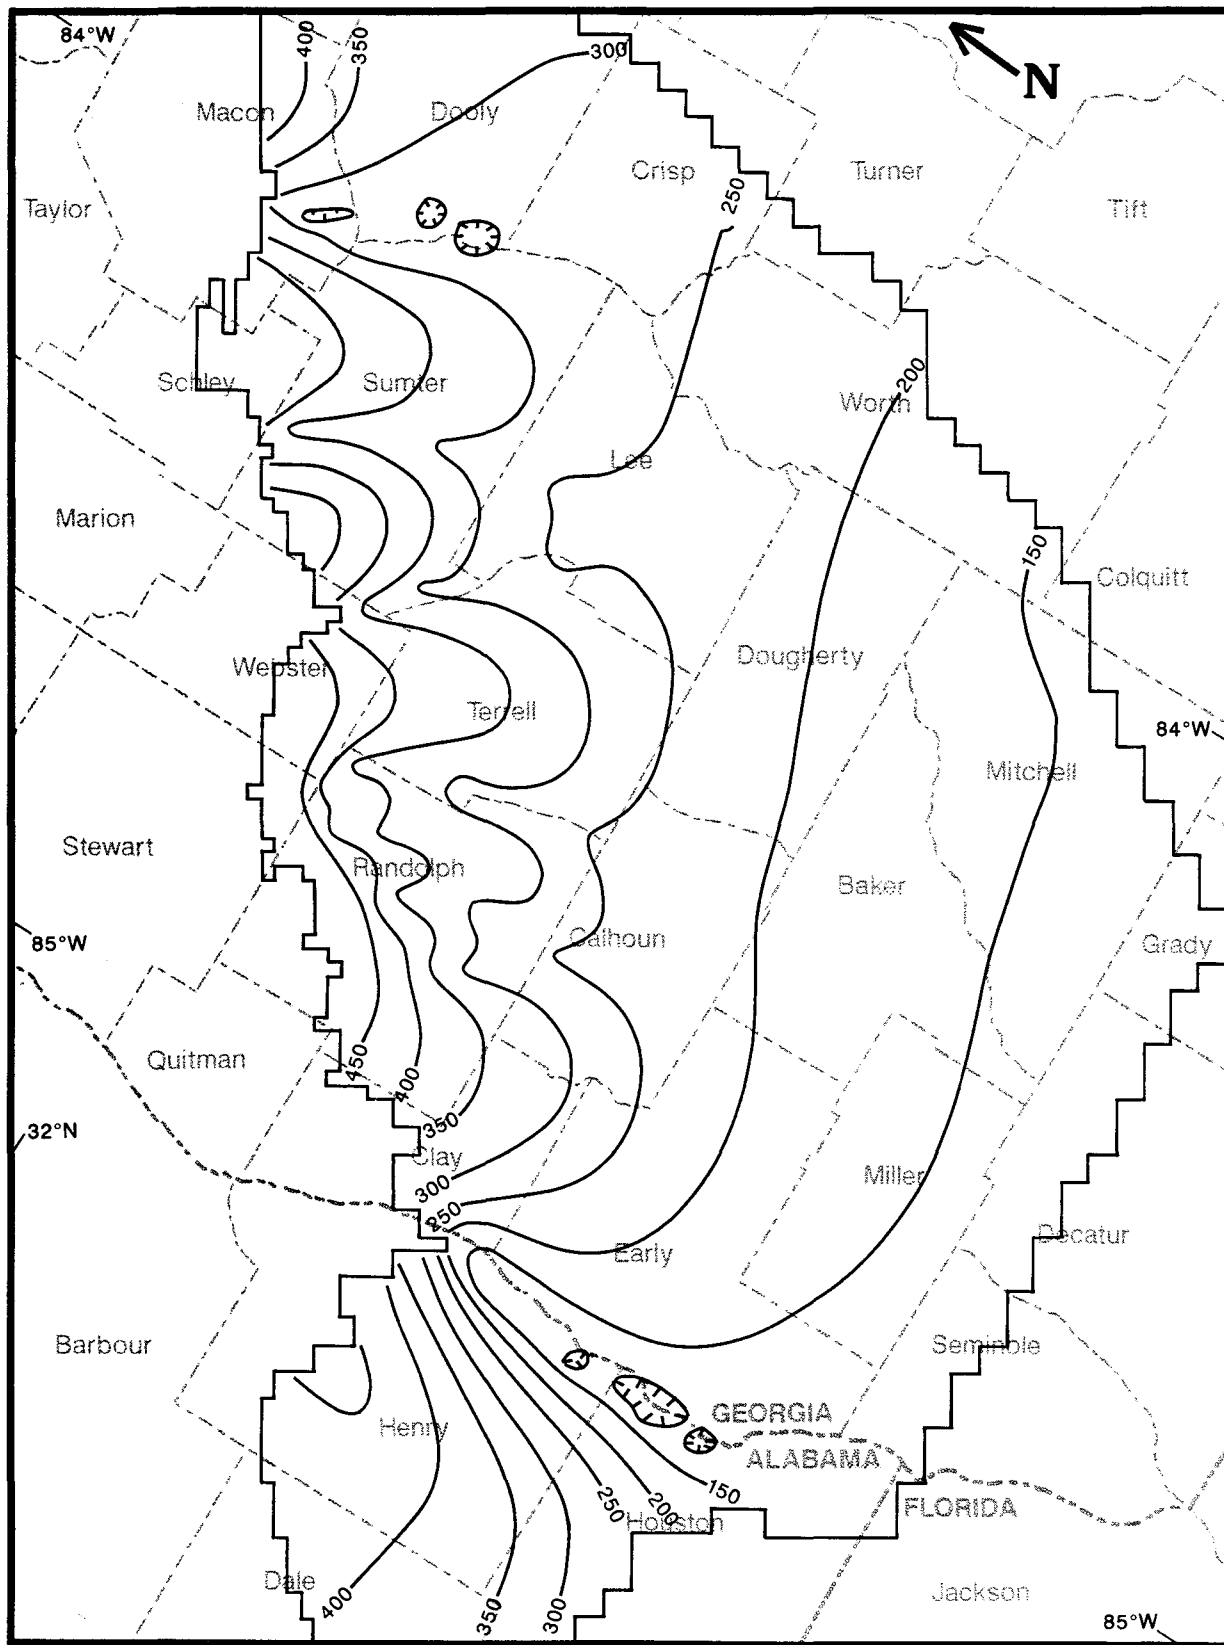 84°W
400
350
300
N
Macon
Dooly
Crisp
Turner
Taylor
250
Tift
Schley
Sumter
200
Worth
Lee
Marion
150
Colquitt
Webster
Dougherty
Terrell
84°W
Mitchell
Stewart
Randolph
Baker
85°W
Calhoun
Grady
Quitman
450
400
32°N
350
Clay
300
Miller
250
Early
Decatur
Barbour
Seminole
Henry
GEORGIA
ALABAMA
150
200
250
Houston
FLORIDA
Dale
400
350
300
Jackson
85°W